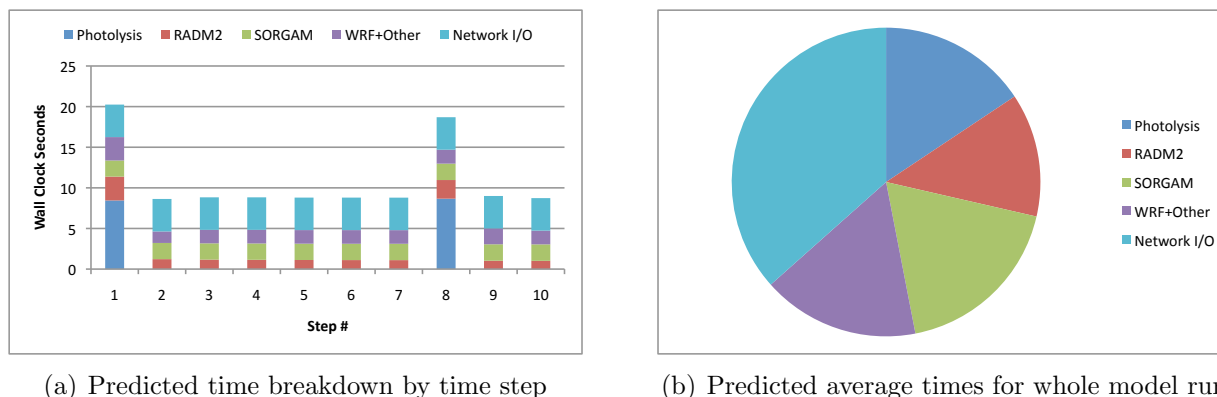 Photolysis RADM2 SORGAM WRF+Other Network I/O
25
20
15
10
5
0
Wall Clock Seconds
1 2 3 4 5 6 7 8 9 10
Step #
(a) Predicted time breakdown by time step
Photolysis
RADM2
SORGAM
WRF+Other
Network I/O
(b) Predicted average times for whole model run